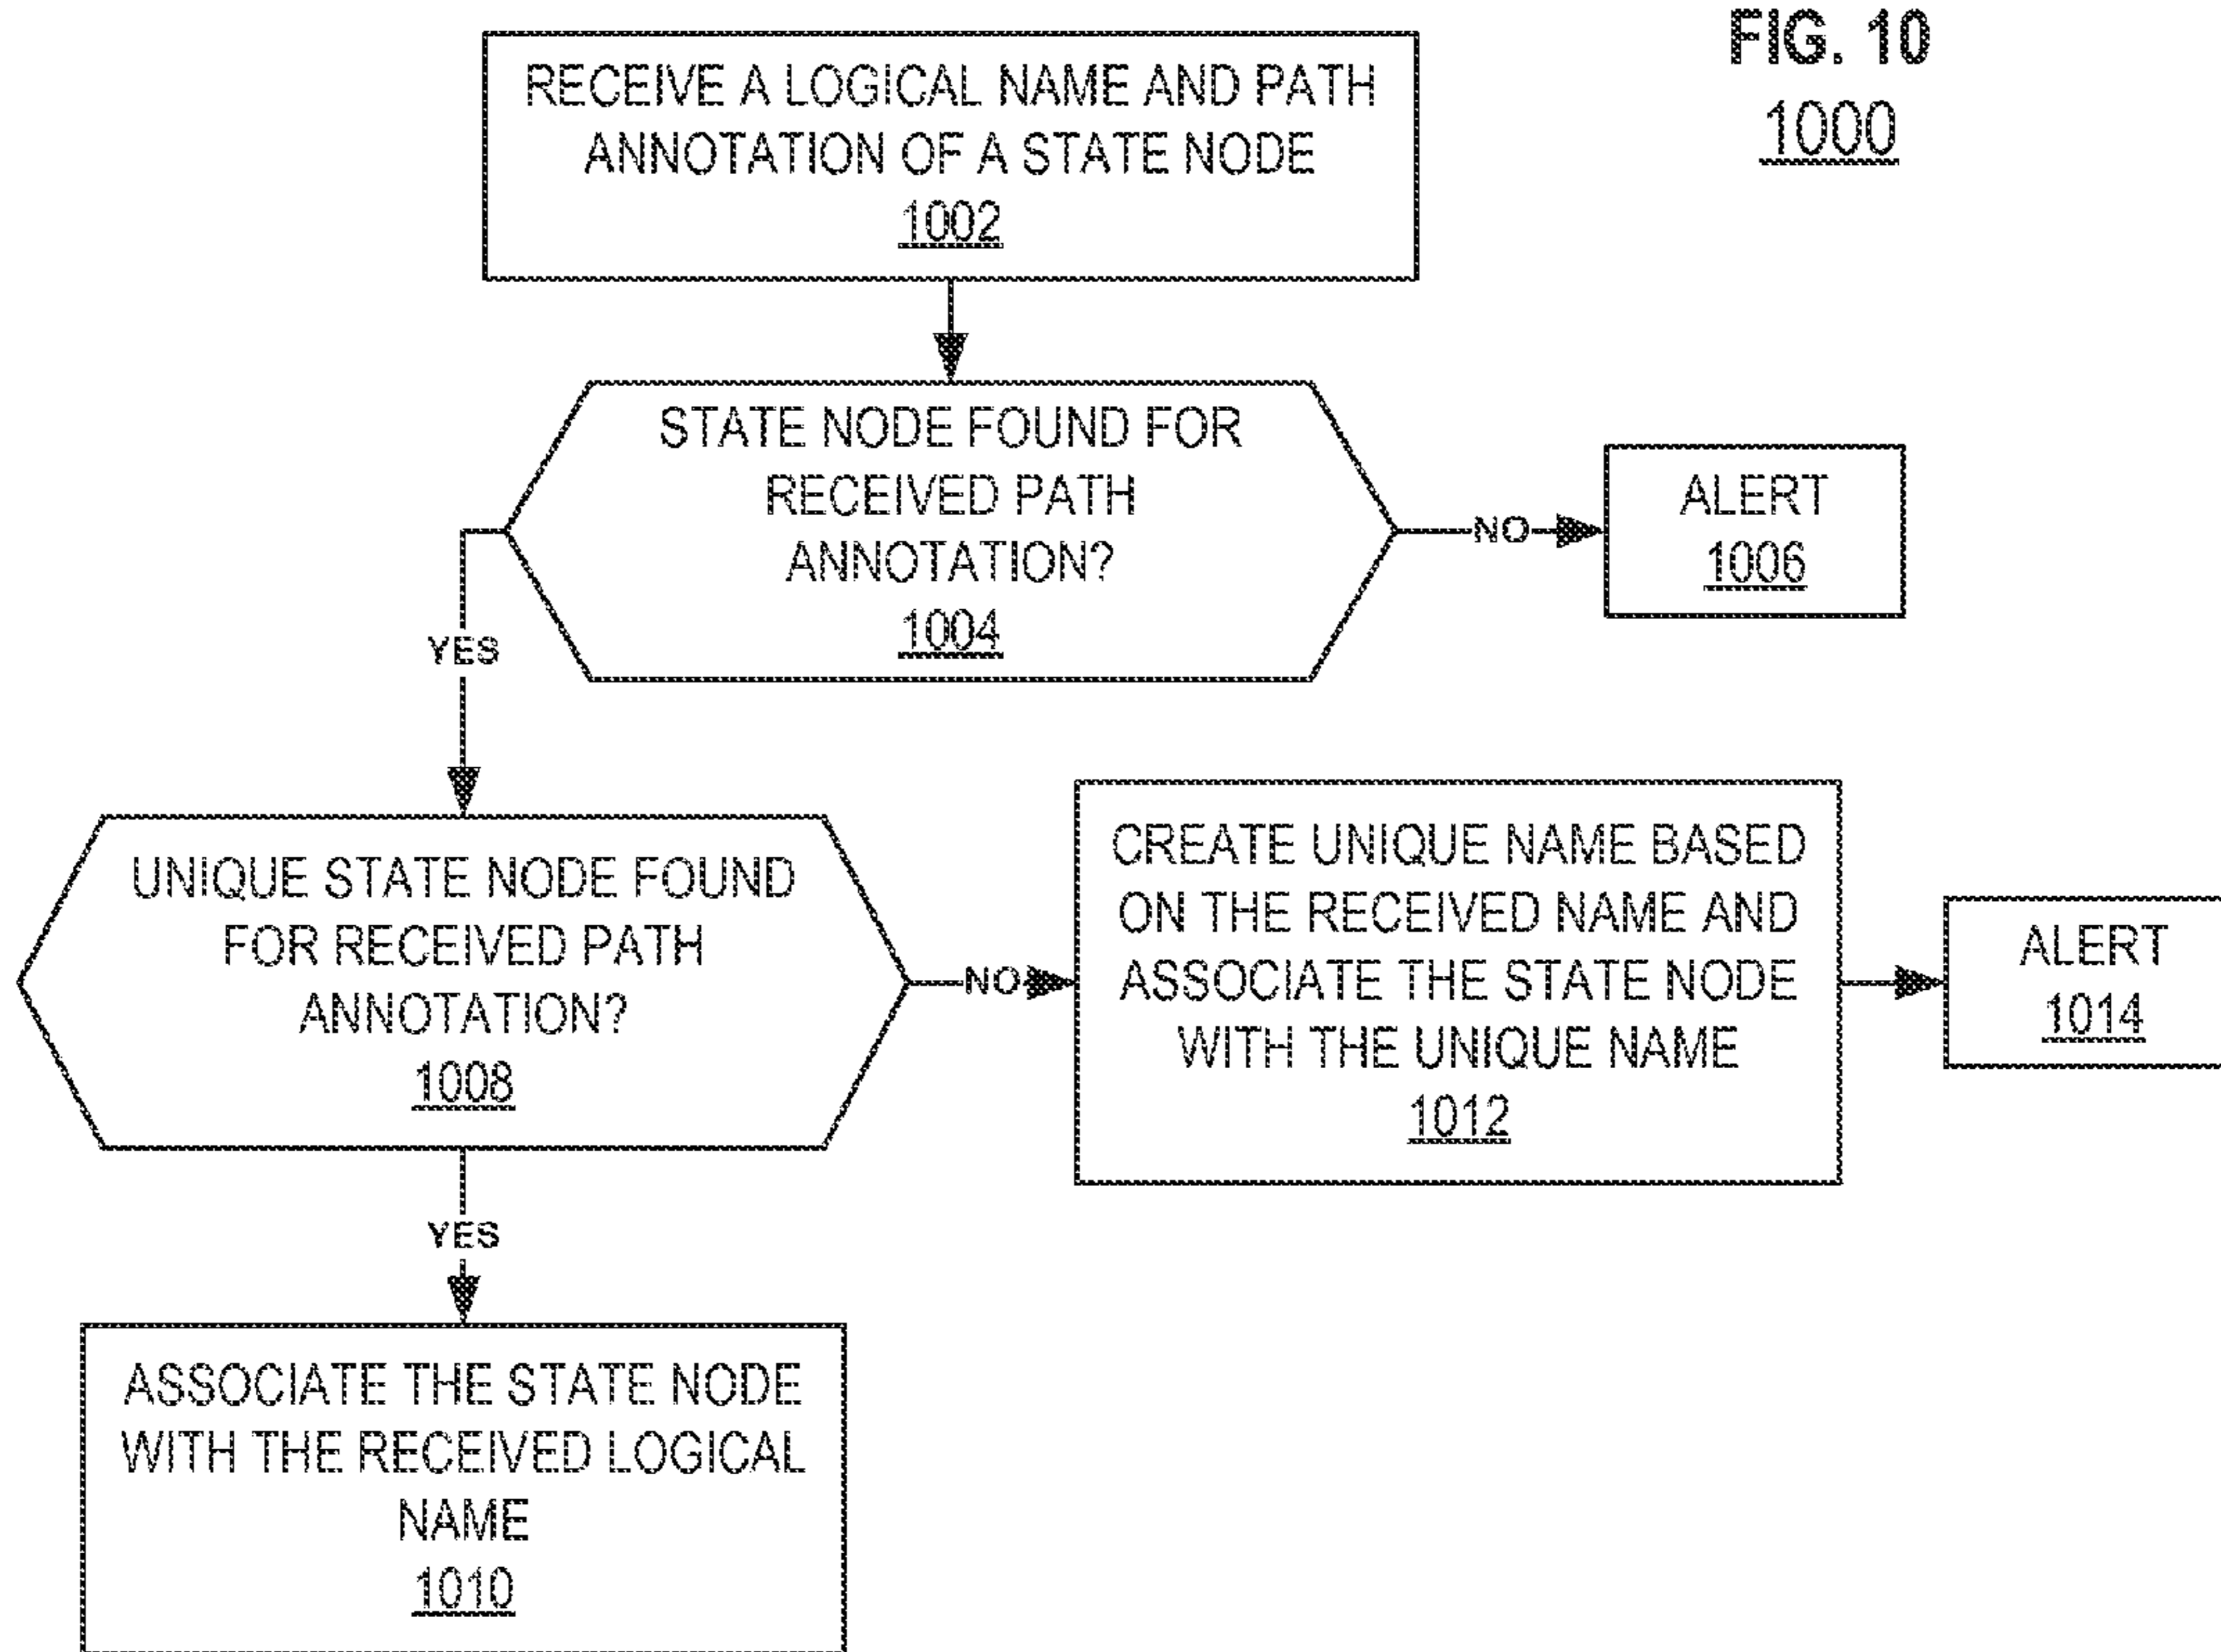 FIG. 10
1000
RECEIVE A LOGICAL NAME AND PATH
ANNOTATION OF A STATE NODE
1002
STATE NODE FOUND FOR
RECEIVED PATH
ANNOTATION?
1004
NO
ALERT
1006
YES
UNIQUE STATE NODE FOUND
FOR RECEIVED PATH
ANNOTATION?
1008
NO
CREATE UNIQUE NAME BASED
ON THE RECEIVED NAME AND
ASSOCIATE THE STATE NODE
WITH THE UNIQUE NAME
1012
ALERT
1014
YES
ASSOCIATE THE STATE NODE
WITH THE RECEIVED LOGICAL
NAME
1010